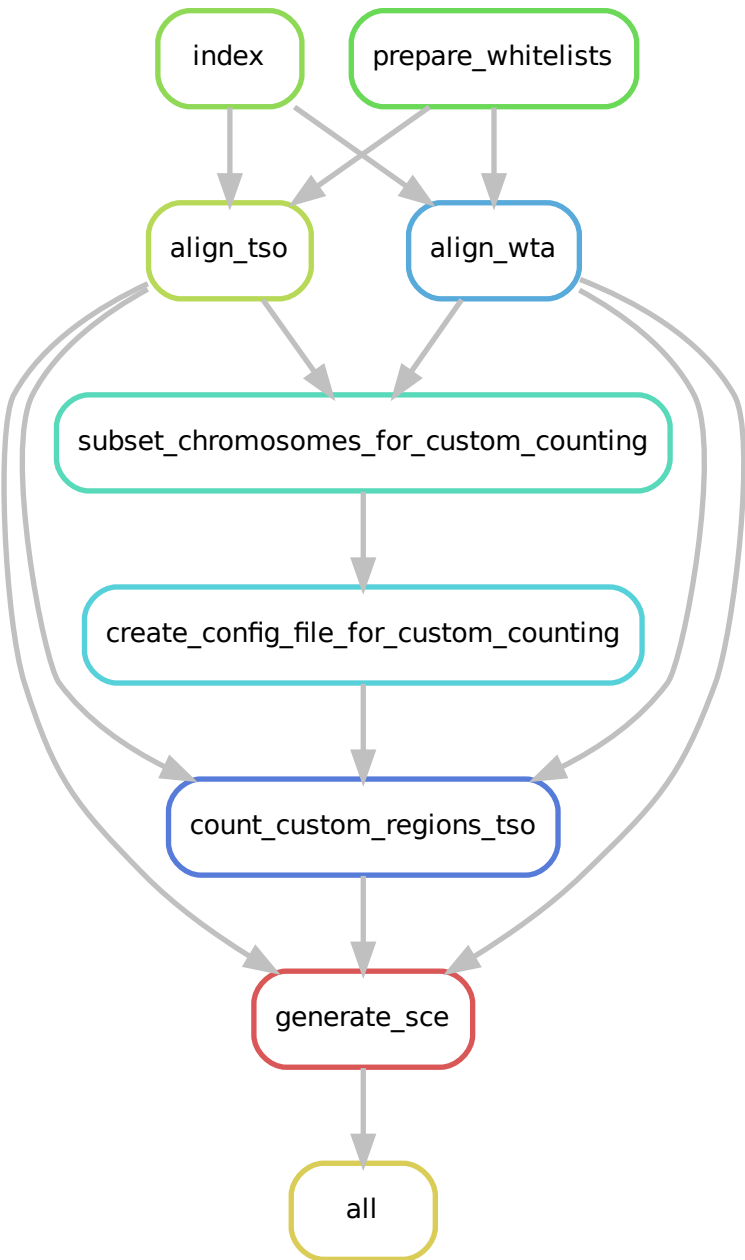 index
prepare_whitelists
align_tso
align_wta
subset_chromosomes_for_custom_counting
create_config_file_for_custom_counting
count_custom_regions_tso
generate_sce
all